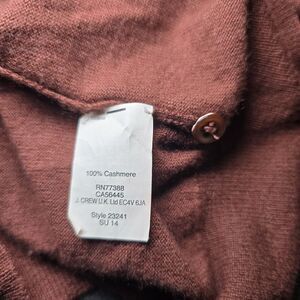 100% Cashmere
RN77388
CA56445
J.CREW U.K. Ltd EC4V 6JA
Style 23241
SU 14